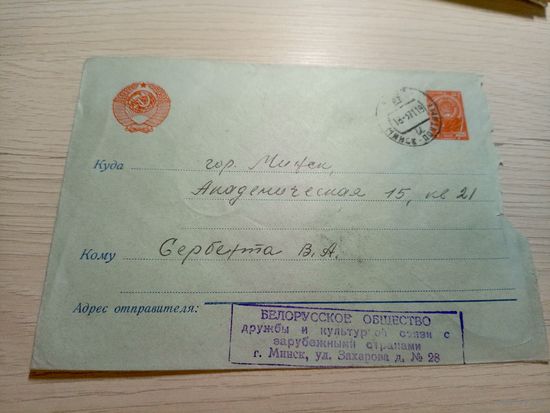 Куда
гор. Минск,
Академическая 15, кв 21
Кому
Сербента В.А.
Адрес отправителя:
БЕЛОРУССКОЕ ОБЩЕСТВО
дружбы и культурной связи с
зарубежными странами
г. Минск, ул. Захарова д. № 28